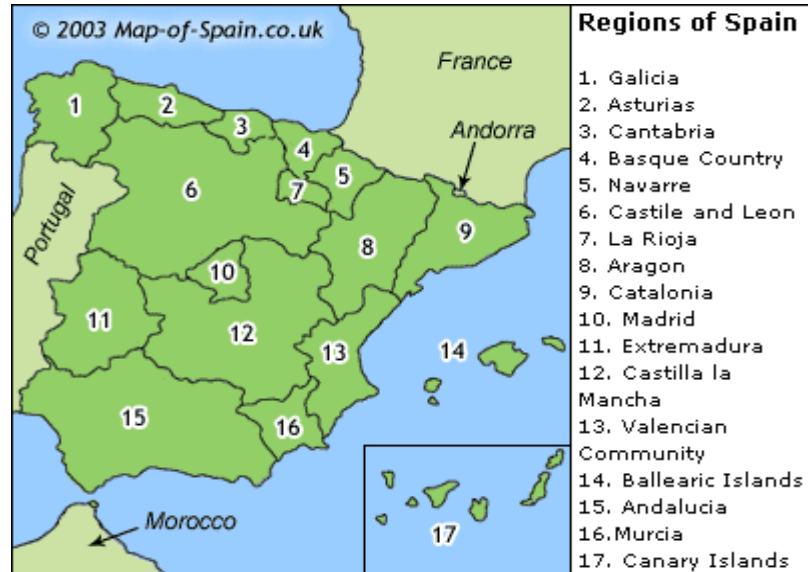 © 2003 Map-of-Spain.co.uk
France
Andorra
Portugal
Morocco
1
2
3
4
5
6
7
8
9
10
11
12
13
14
15
16
17
Regions of Spain
1. Galicia
2. Asturias
3. Cantabria
4. Basque Country
5. Navarre
6. Castile and Leon
7. La Rioja
8. Aragon
9. Catalonia
10. Madrid
11. Extremadura
12. Castilla la
Mancha
13. Valencian
Community
14. Ballearic Islands
15. Andalucia
16.Murcia
17. Canary Islands